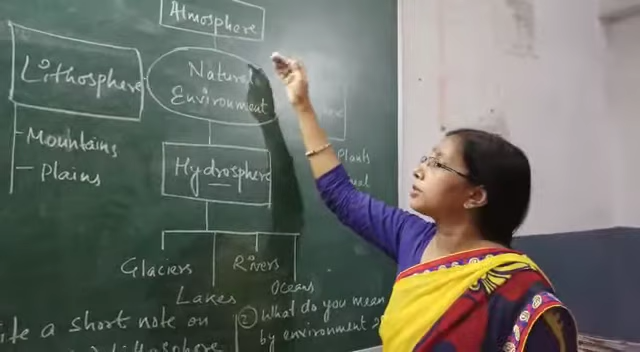 Atmosphere
Lithosphere
Natural
Environment
Mountains
Plains
Hydrosphere
Plants
Glaciers
Lakes
Rivers
Oceans
a short note on
② What do you mean
by environment?